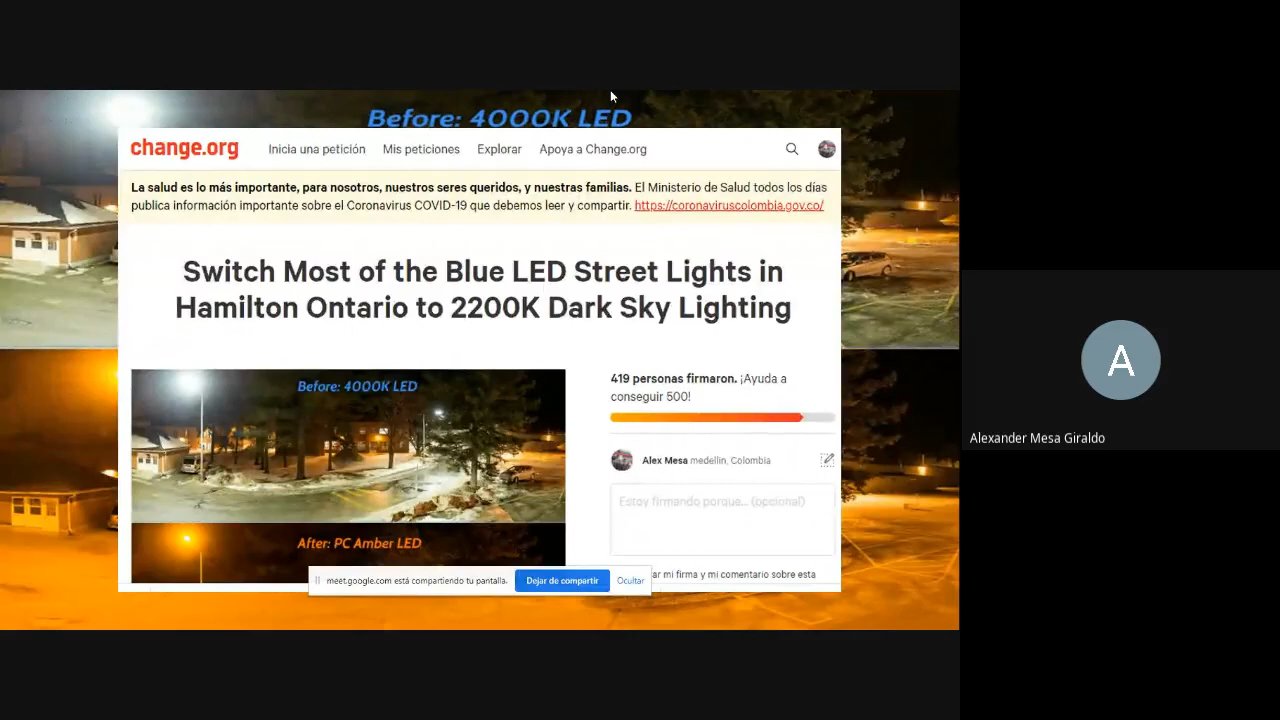 Before: 4000K LED
change.org
Inicia una petición Mis peticiones Explorar Apoya a Change.org
La salud es lo más importante, para nosotros, nuestros seres queridos, y nuestras familias. El Ministerio de Salud todos los días
publica información importante sobre el Coronavirus COVID-19 que debemos leer y compartir. https://coronaviruscolombia.gov.co/
Switch Most of the Blue LED Street Lights in
Hamilton Ontario to 2200K Dark Sky Lighting
Before: 4000K LED
After: PC Amber LED
419 personas firmaron. ¡Ayuda a
conseguir 500!
Alex Mesa medellin, Colombia
Estoy firmando porque... (opcional)
ar mi firma y mi comentario sobre esta
meet.google.com está compartiendo tu pantalla. Dejar de compartir Ocultar
A
Alexander Mesa Giraldo